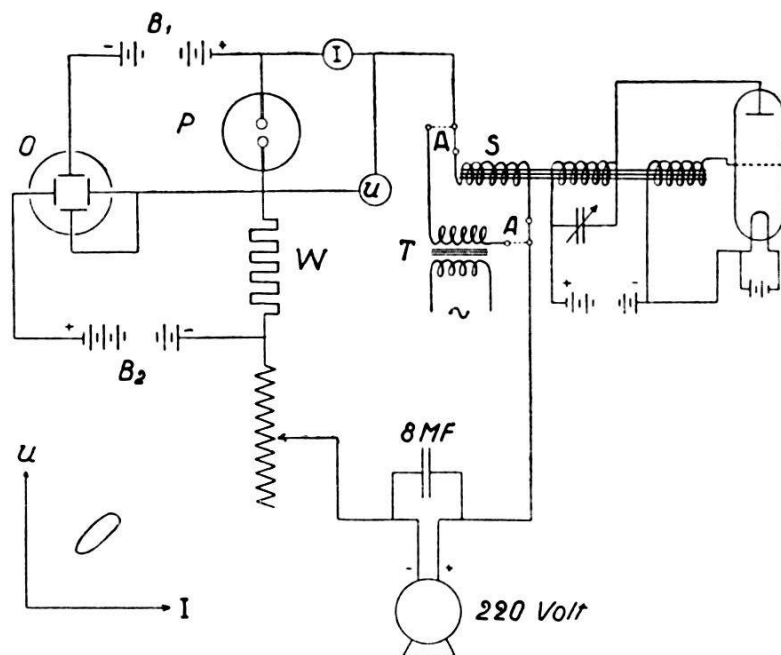 B₁
- +
I
P
O
A
S
u
W
T
A
+ -
B₂
+ -
~
8 MF
u
I
- +
220 Volt